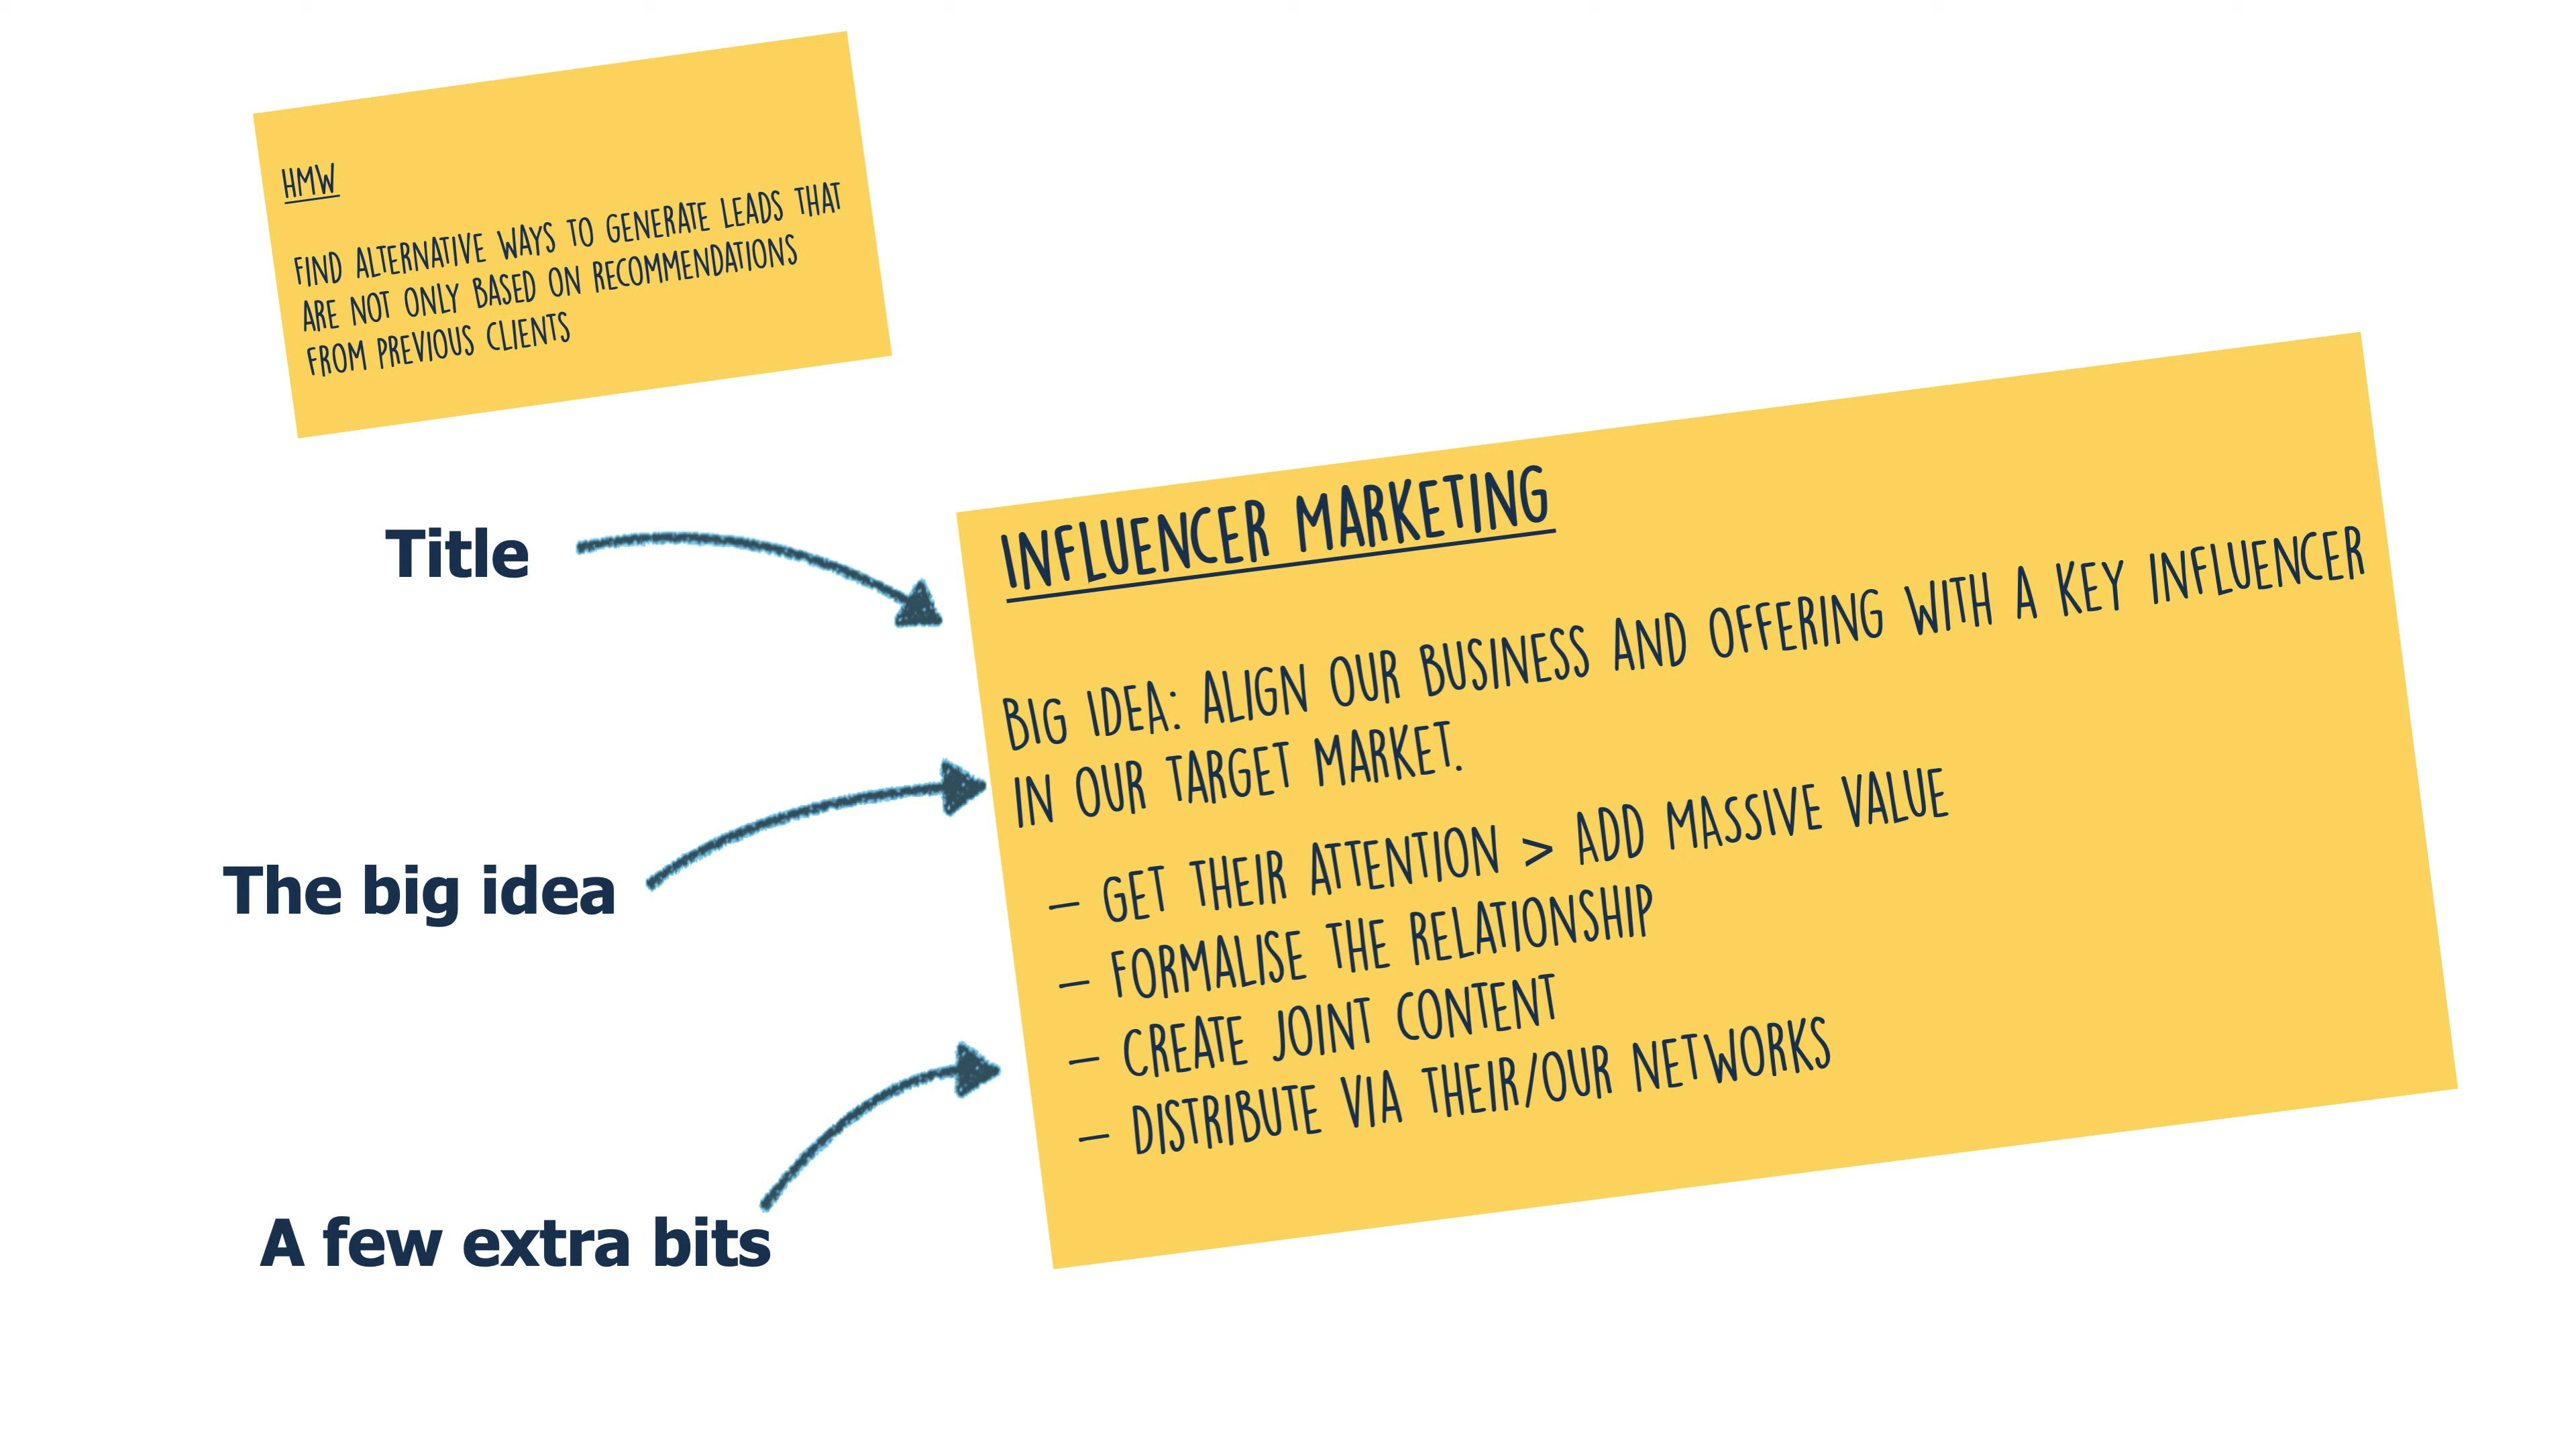 HMW
FIND ALTERNATIVE WAYS TO GENERATE LEADS THAT
ARE NOT ONLY BASED ON RECOMMENDATIONS
FROM PREVIOUS CLIENTS
Title
The big idea
A few extra bits
INFLUENCER MARKETING
BIG IDEA: ALIGN OUR BUSINESS AND OFFERING WITH A KEY INFLUENCER
IN OUR TARGET MARKET.
– GET THEIR ATTENTION > ADD MASSIVE VALUE
– FORMALISE THE RELATIONSHIP
– CREATE JOINT CONTENT
– DISTRIBUTE VIA THEIR/OUR NETWORKS